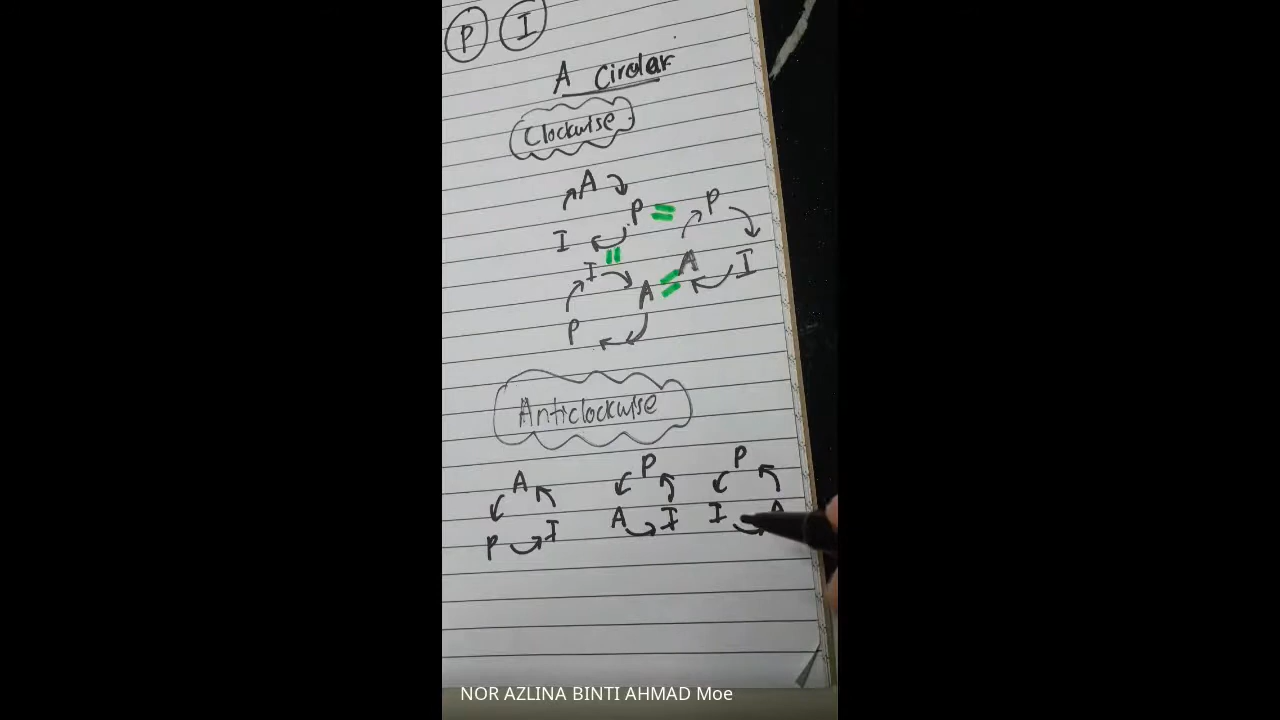 P I
A Circular
Clockwise
A
P = P
I
I A I
A
P
Anticlockwise
A P P
P I A I I A
NOR AZLINA BINTI AHMAD Moe